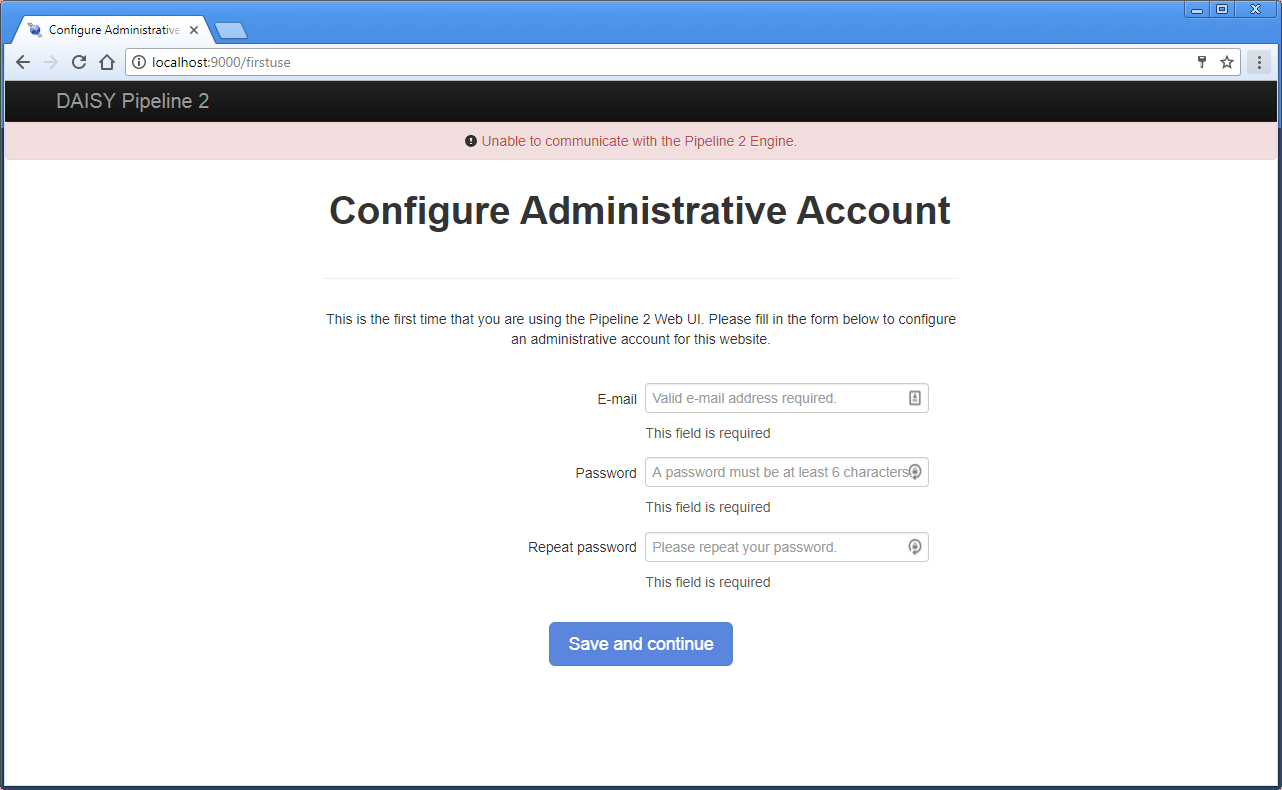 Configure Administrative
localhost:9000/firstuse
DAISY Pipeline 2
Unable to communicate with the Pipeline 2 Engine.
Configure Administrative Account
This is the first time that you are using the Pipeline 2 Web UI. Please fill in the form below to configure
an administrative account for this website.
E-mail Valid e-mail address required.
This field is required
Password A password must be at least 6 characters
This field is required
Repeat password Please repeat your password.
This field is required
Save and continue